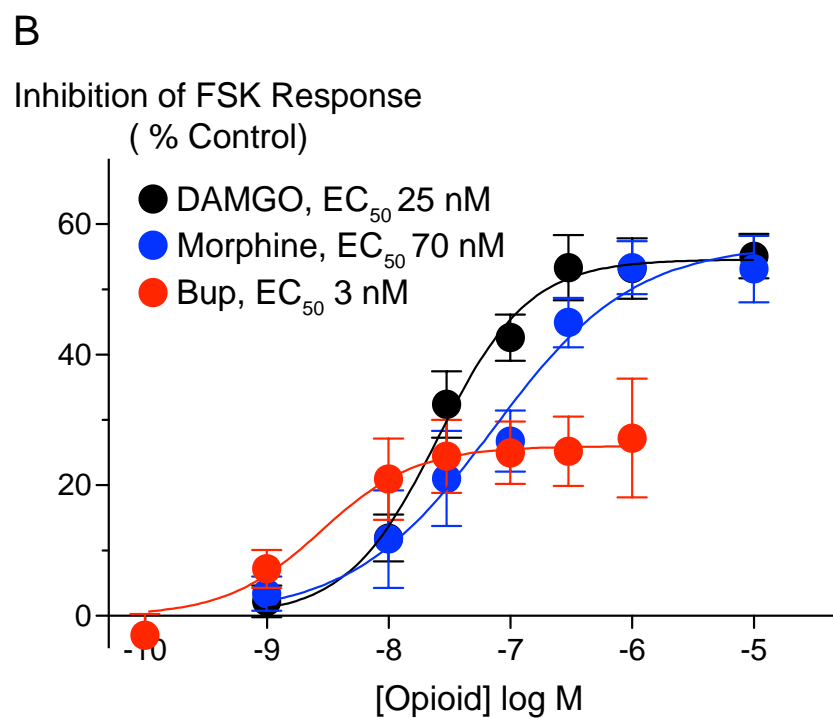 B
Inhibition of FSK Response
( % Control)
DAMGO, EC50 25 nM
Morphine, EC50 70 nM
Bup, EC50 3 nM
60
40
20
0
-10 -9 -8 -7 -6 -5
[Opioid] log M